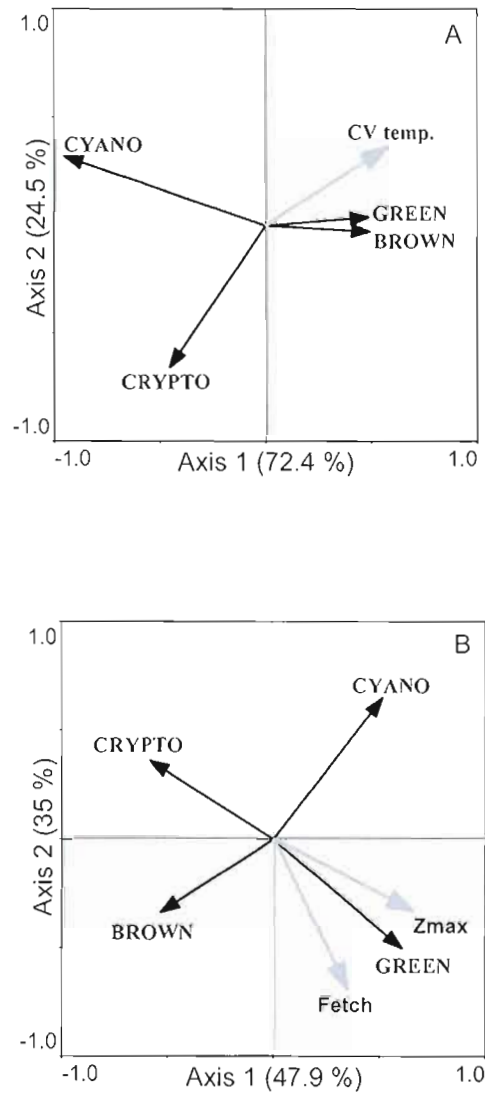 1.0
A
CYANO
CV temp.
GREEN
BROWN
CRYPTO
Axis 2 (24.5 %)
-1.0
-1.0
Axis 1 (72.4 %)
1.0
1.0
B
CYANO
CRYPTO
BROWN
Zmax
GREEN
Fetch
Axis 2 (35 %)
-1.0
-1.0
Axis 1 (47.9 %)
1.0